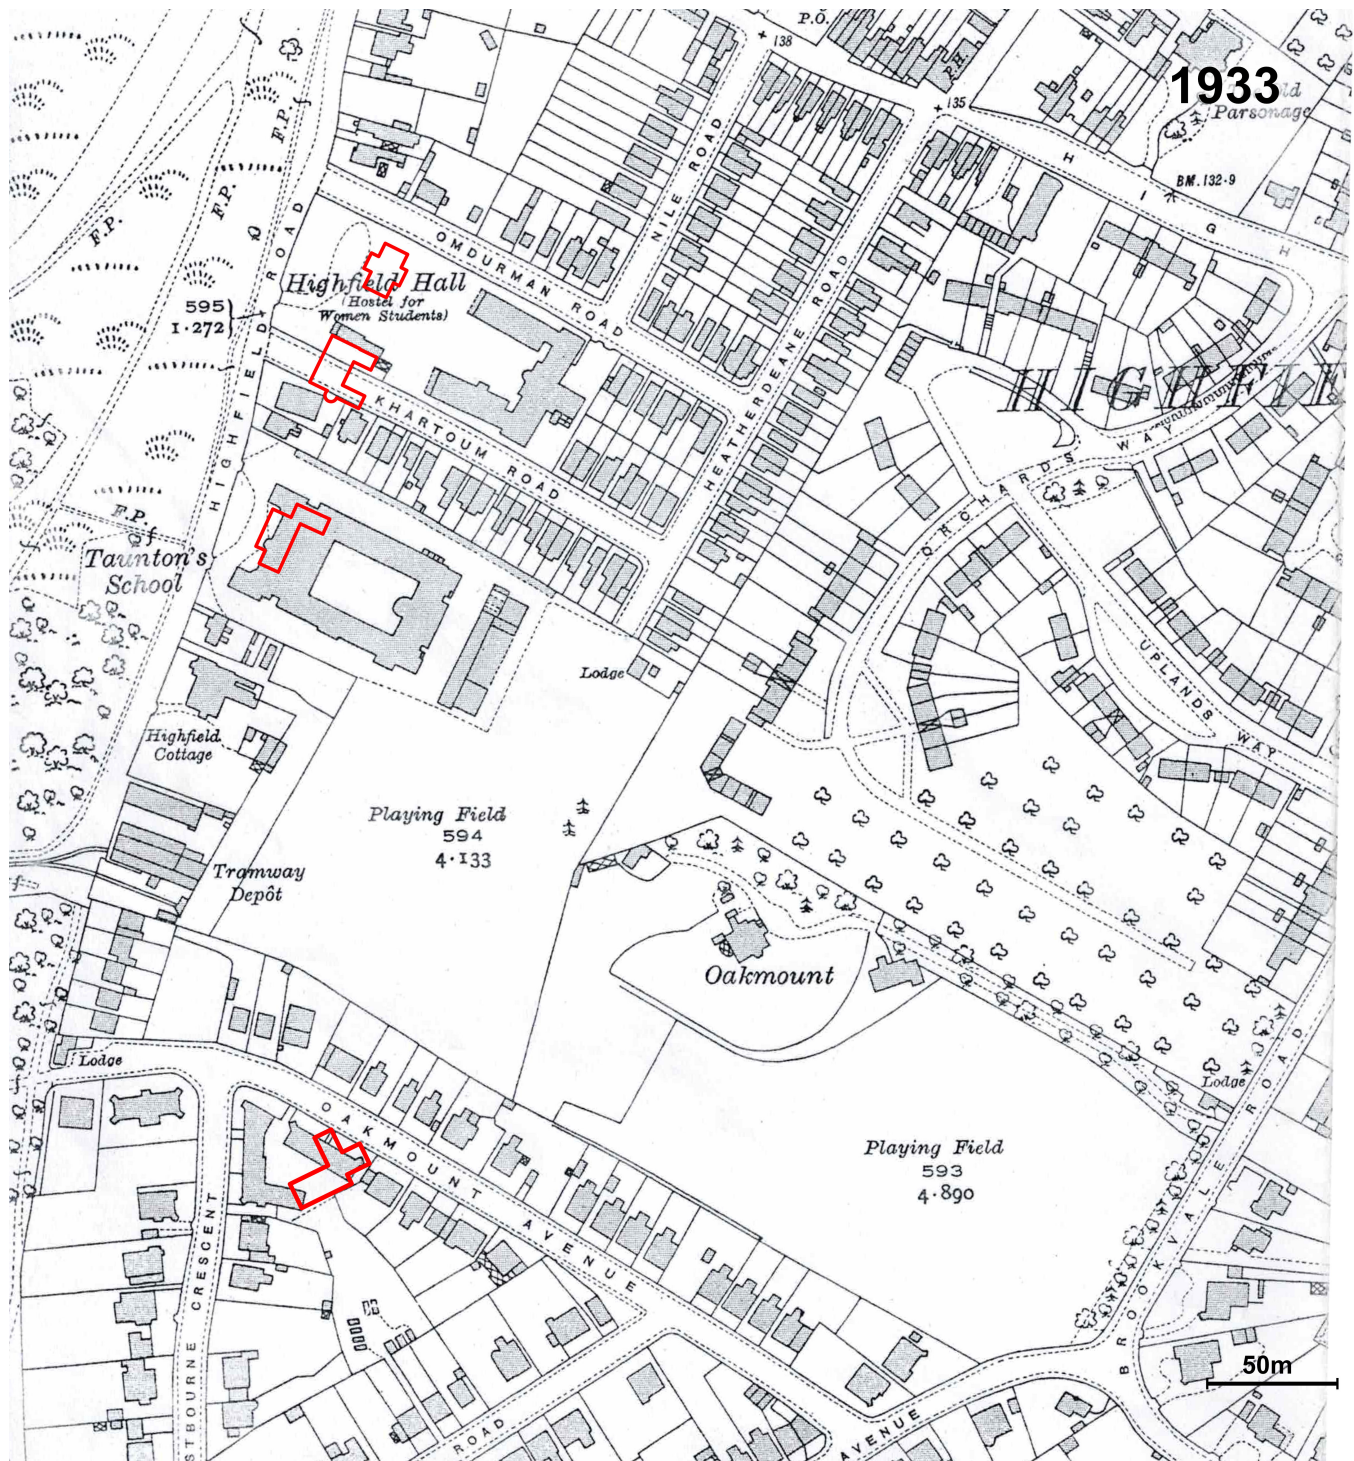 P.O.
138
1933
P.H.
135
Parsonage
BM.132·9
HIGH
F.P.
F.P.
F.P.
F.P.
NILE ROAD
OMDURMAN ROAD
Highfield Hall
(Hostel for
Women Students)
595
1·272
HIGHFIELD ROAD
KHARTOUM ROAD
HEATHERDEANE ROAD
ORCHARDS WAY
F.P.
Taunton's
School
UPLANDS WAY
Lodge
Highfield
Cottage
Playing Field
594
4·133
Tramway
Depôt
Oakmount
Lodge
Lodge
OAKMOUNT AVENUE
Playing Field
593
4·890
BROOKVALE ROAD
STBOURNE CRESCENT
50m
ROAD
AVENUE